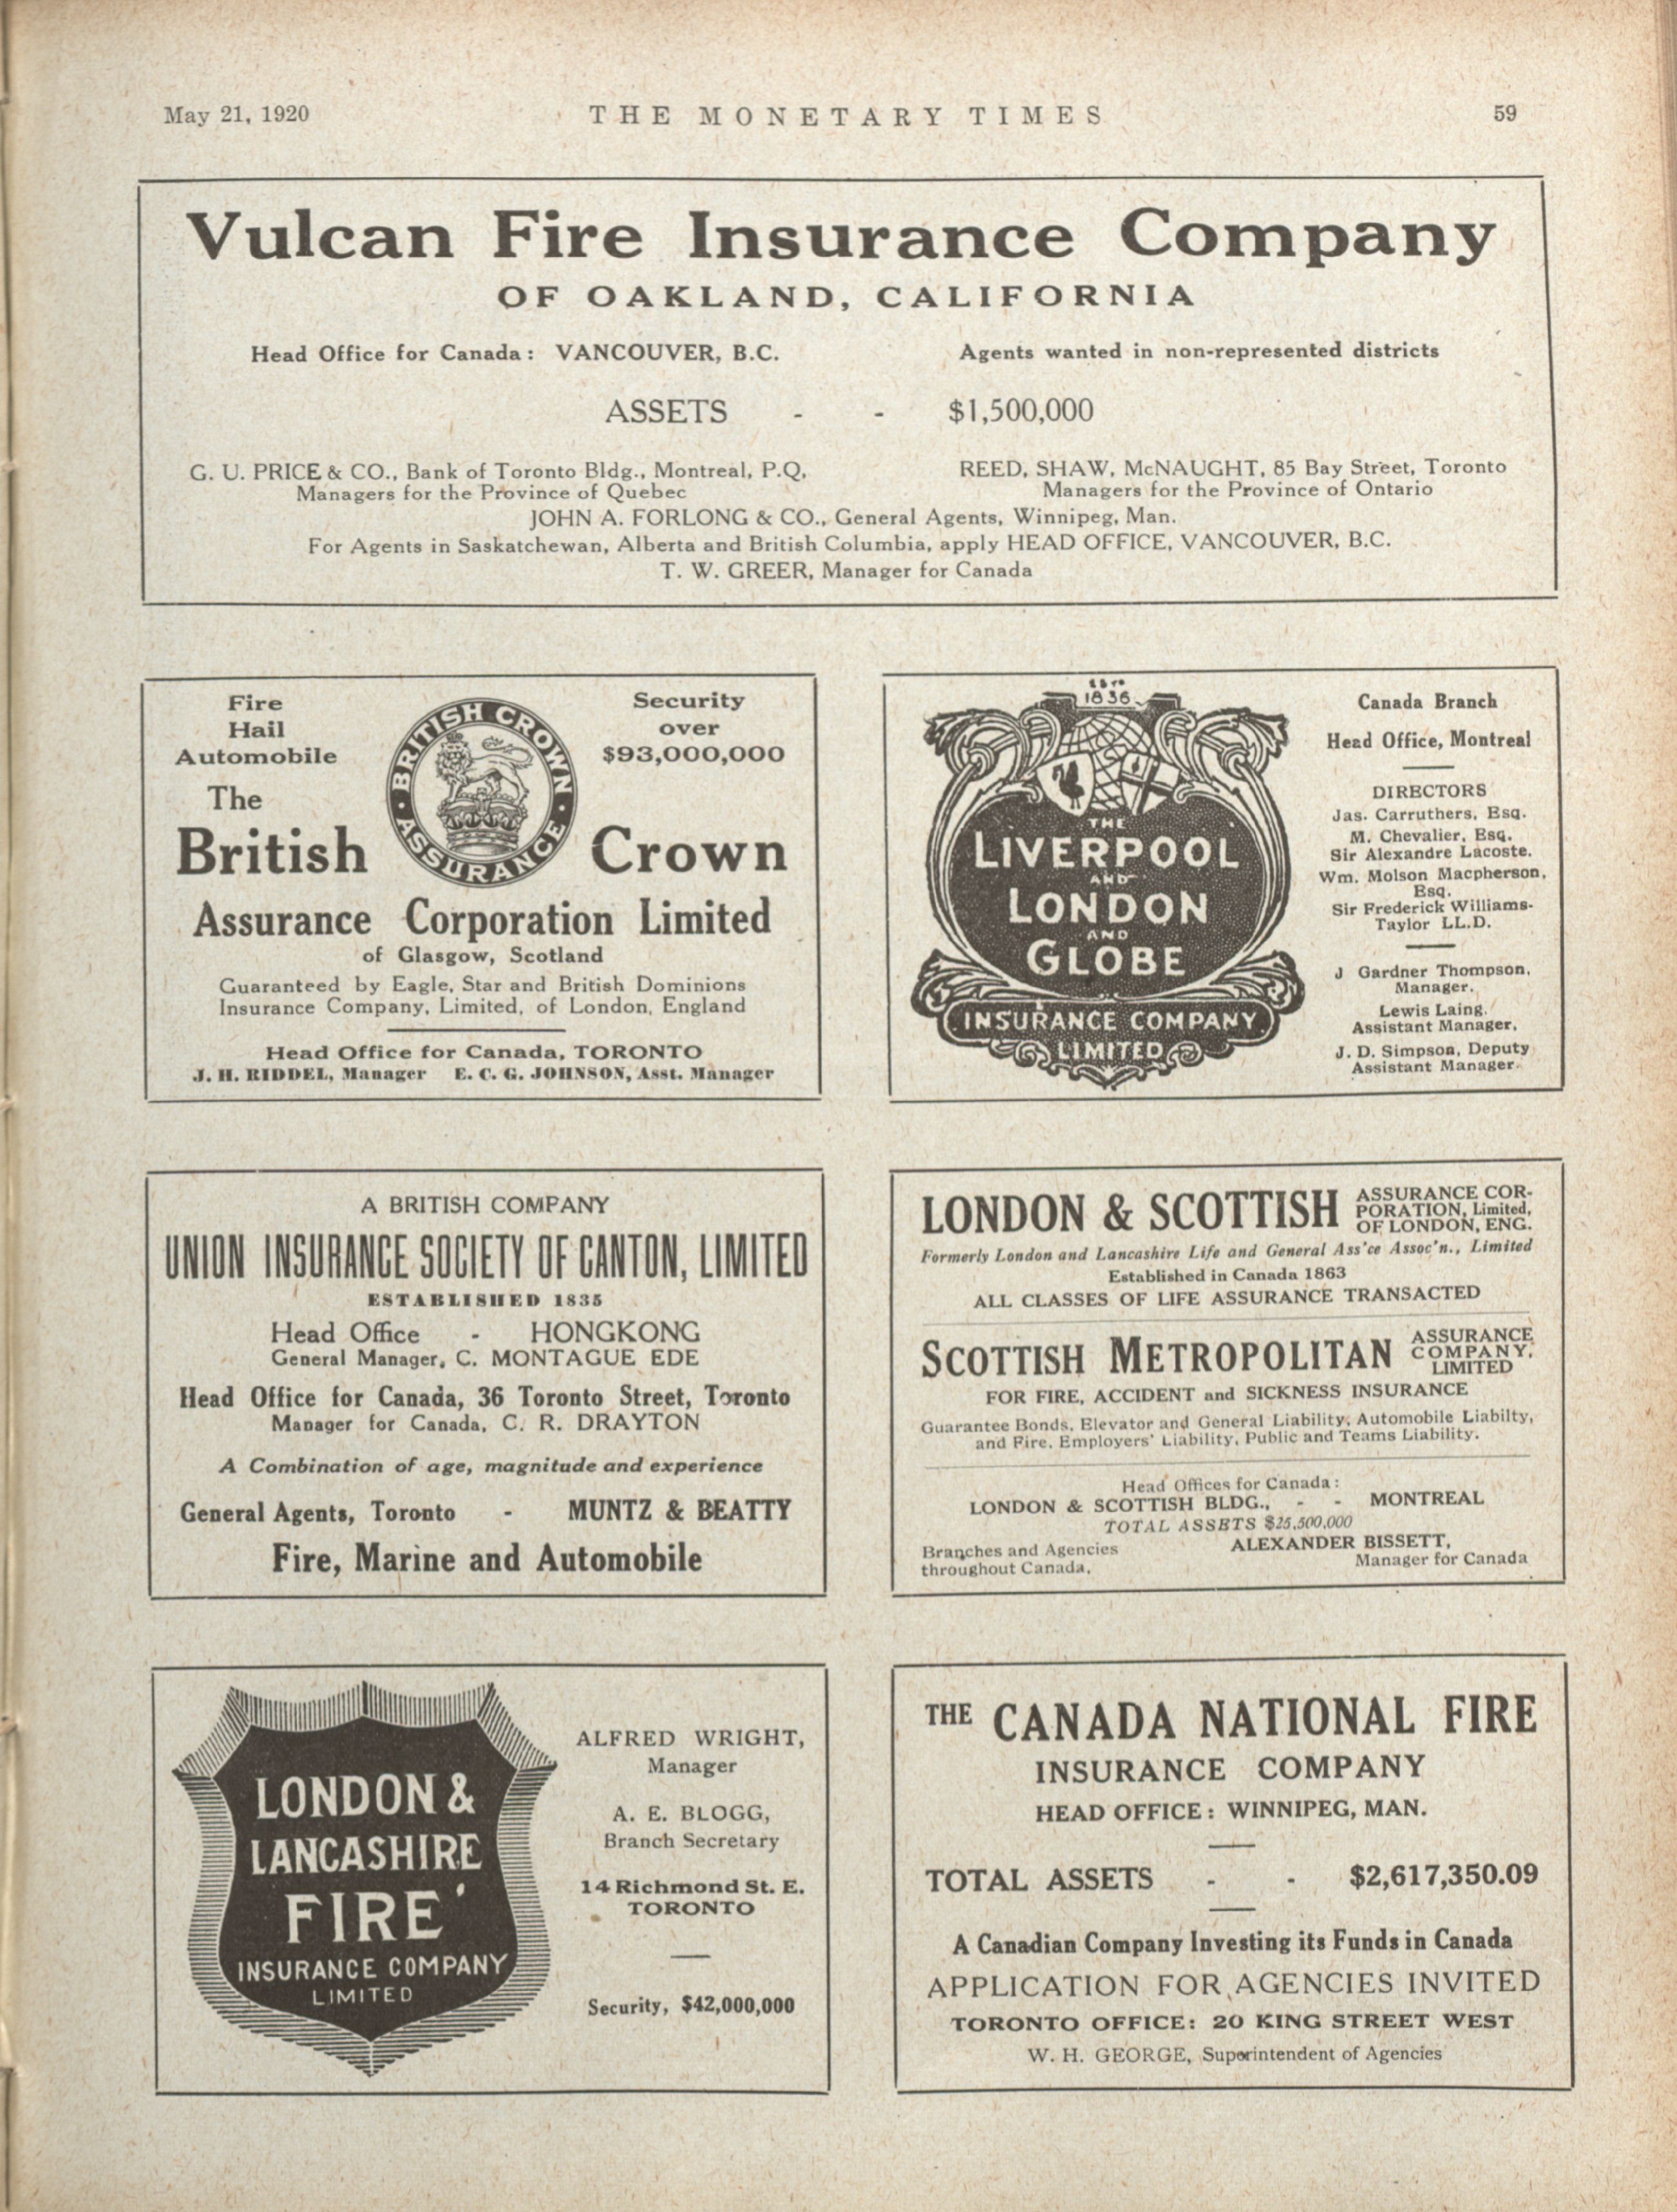 May 21, 1920
THE MONETARY TIMES
59
Vulcan Fire Insurance Company
OF OAKLAND, CALIFORNIA
Head Office for Canada: VANCOUVER, B.C.
Agents wanted in non-represented districts
ASSETS - - $1,500,000
G. U. PRICE & CO., Bank of Toronto Bldg., Montreal, P.Q,
Managers for the Province of Quebec
REED, SHAW, McNAUGHT, 85 Bay Street, Toronto
Managers for the Province of Ontario
JOHN A. FORLONG & CO., General Agents, Winnipeg, Man.
For Agents in Saskatchewan, Alberta and British Columbia, apply HEAD OFFICE, VANCOUVER, B.C.
T. W. GREER, Manager for Canada
Fire
Hail
Automobile
BRITISH CROWN
ASSURANCE
Security
over
$93,000,000
The
British Crown
Assurance Corporation Limited
of Glasgow, Scotland
Guaranteed by Eagle, Star and British Dominions
Insurance Company, Limited, of London, England
Head Office for Canada, TORONTO
J. H. RIDDEL, Manager E. C. G. JOHNSON, Asst. Manager
1836
THE
LIVERPOOL
AND
LONDON
AND
GLOBE
INSURANCE COMPANY
LIMITED
Canada Branch
Head Office, Montreal
DIRECTORS
Jas. Carruthers, Esq.
M. Chevalier, Esq.
Sir Alexandre Lacoste.
Wm. Molson Macpherson,
Esq.
Sir Frederick Williams-
Taylor LL.D.
J Gardner Thompson,
Manager.
Lewis Laing,
Assistant Manager,
J. D. Simpson, Deputy
Assistant Manager.
A BRITISH COMPANY
UNION INSURANCE SOCIETY OF CANTON, LIMITED
ESTABLISHED 1835
Head Office - HONGKONG
General Manager, C. MONTAGUE EDE
Head Office for Canada, 36 Toronto Street, Toronto
Manager for Canada, C. R. DRAYTON
A Combination of age, magnitude and experience
General Agents, Toronto - MUNTZ & BEATTY
Fire, Marine and Automobile
LONDON & SCOTTISH
ASSURANCE COR-
PORATION, Limited,
OF LONDON, ENG.
Formerly London and Lancashire Life and General Ass'ce Assoc'n., Limited
Established in Canada 1863
ALL CLASSES OF LIFE ASSURANCE TRANSACTED
SCOTTISH METROPOLITAN
ASSURANCE
COMPANY,
LIMITED
FOR FIRE, ACCIDENT and SICKNESS INSURANCE
Guarantee Bonds, Elevator and General Liability, Automobile Liabilty,
and Fire, Employers' Liability, Public and Teams Liability.
Head Offices for Canada:
LONDON & SCOTTISH BLDG., - - MONTREAL
TOTAL ASSETS $25,500,000
Branches and Agencies
throughout Canada,
ALEXANDER BISSETT,
Manager for Canada
LONDON &
LANCASHIRE
FIRE
INSURANCE COMPANY
LIMITED
ALFRED WRIGHT,
Manager
A. E. BLOGG,
Branch Secretary
14 Richmond St. E.
TORONTO
Security, $42,000,000
THE CANADA NATIONAL FIRE
INSURANCE COMPANY
HEAD OFFICE: WINNIPEG, MAN.
TOTAL ASSETS - - $2,617,350.09
A Canadian Company Investing its Funds in Canada
APPLICATION FOR AGENCIES INVITED
TORONTO OFFICE: 20 KING STREET WEST
W. H. GEORGE, Superintendent of Agencies